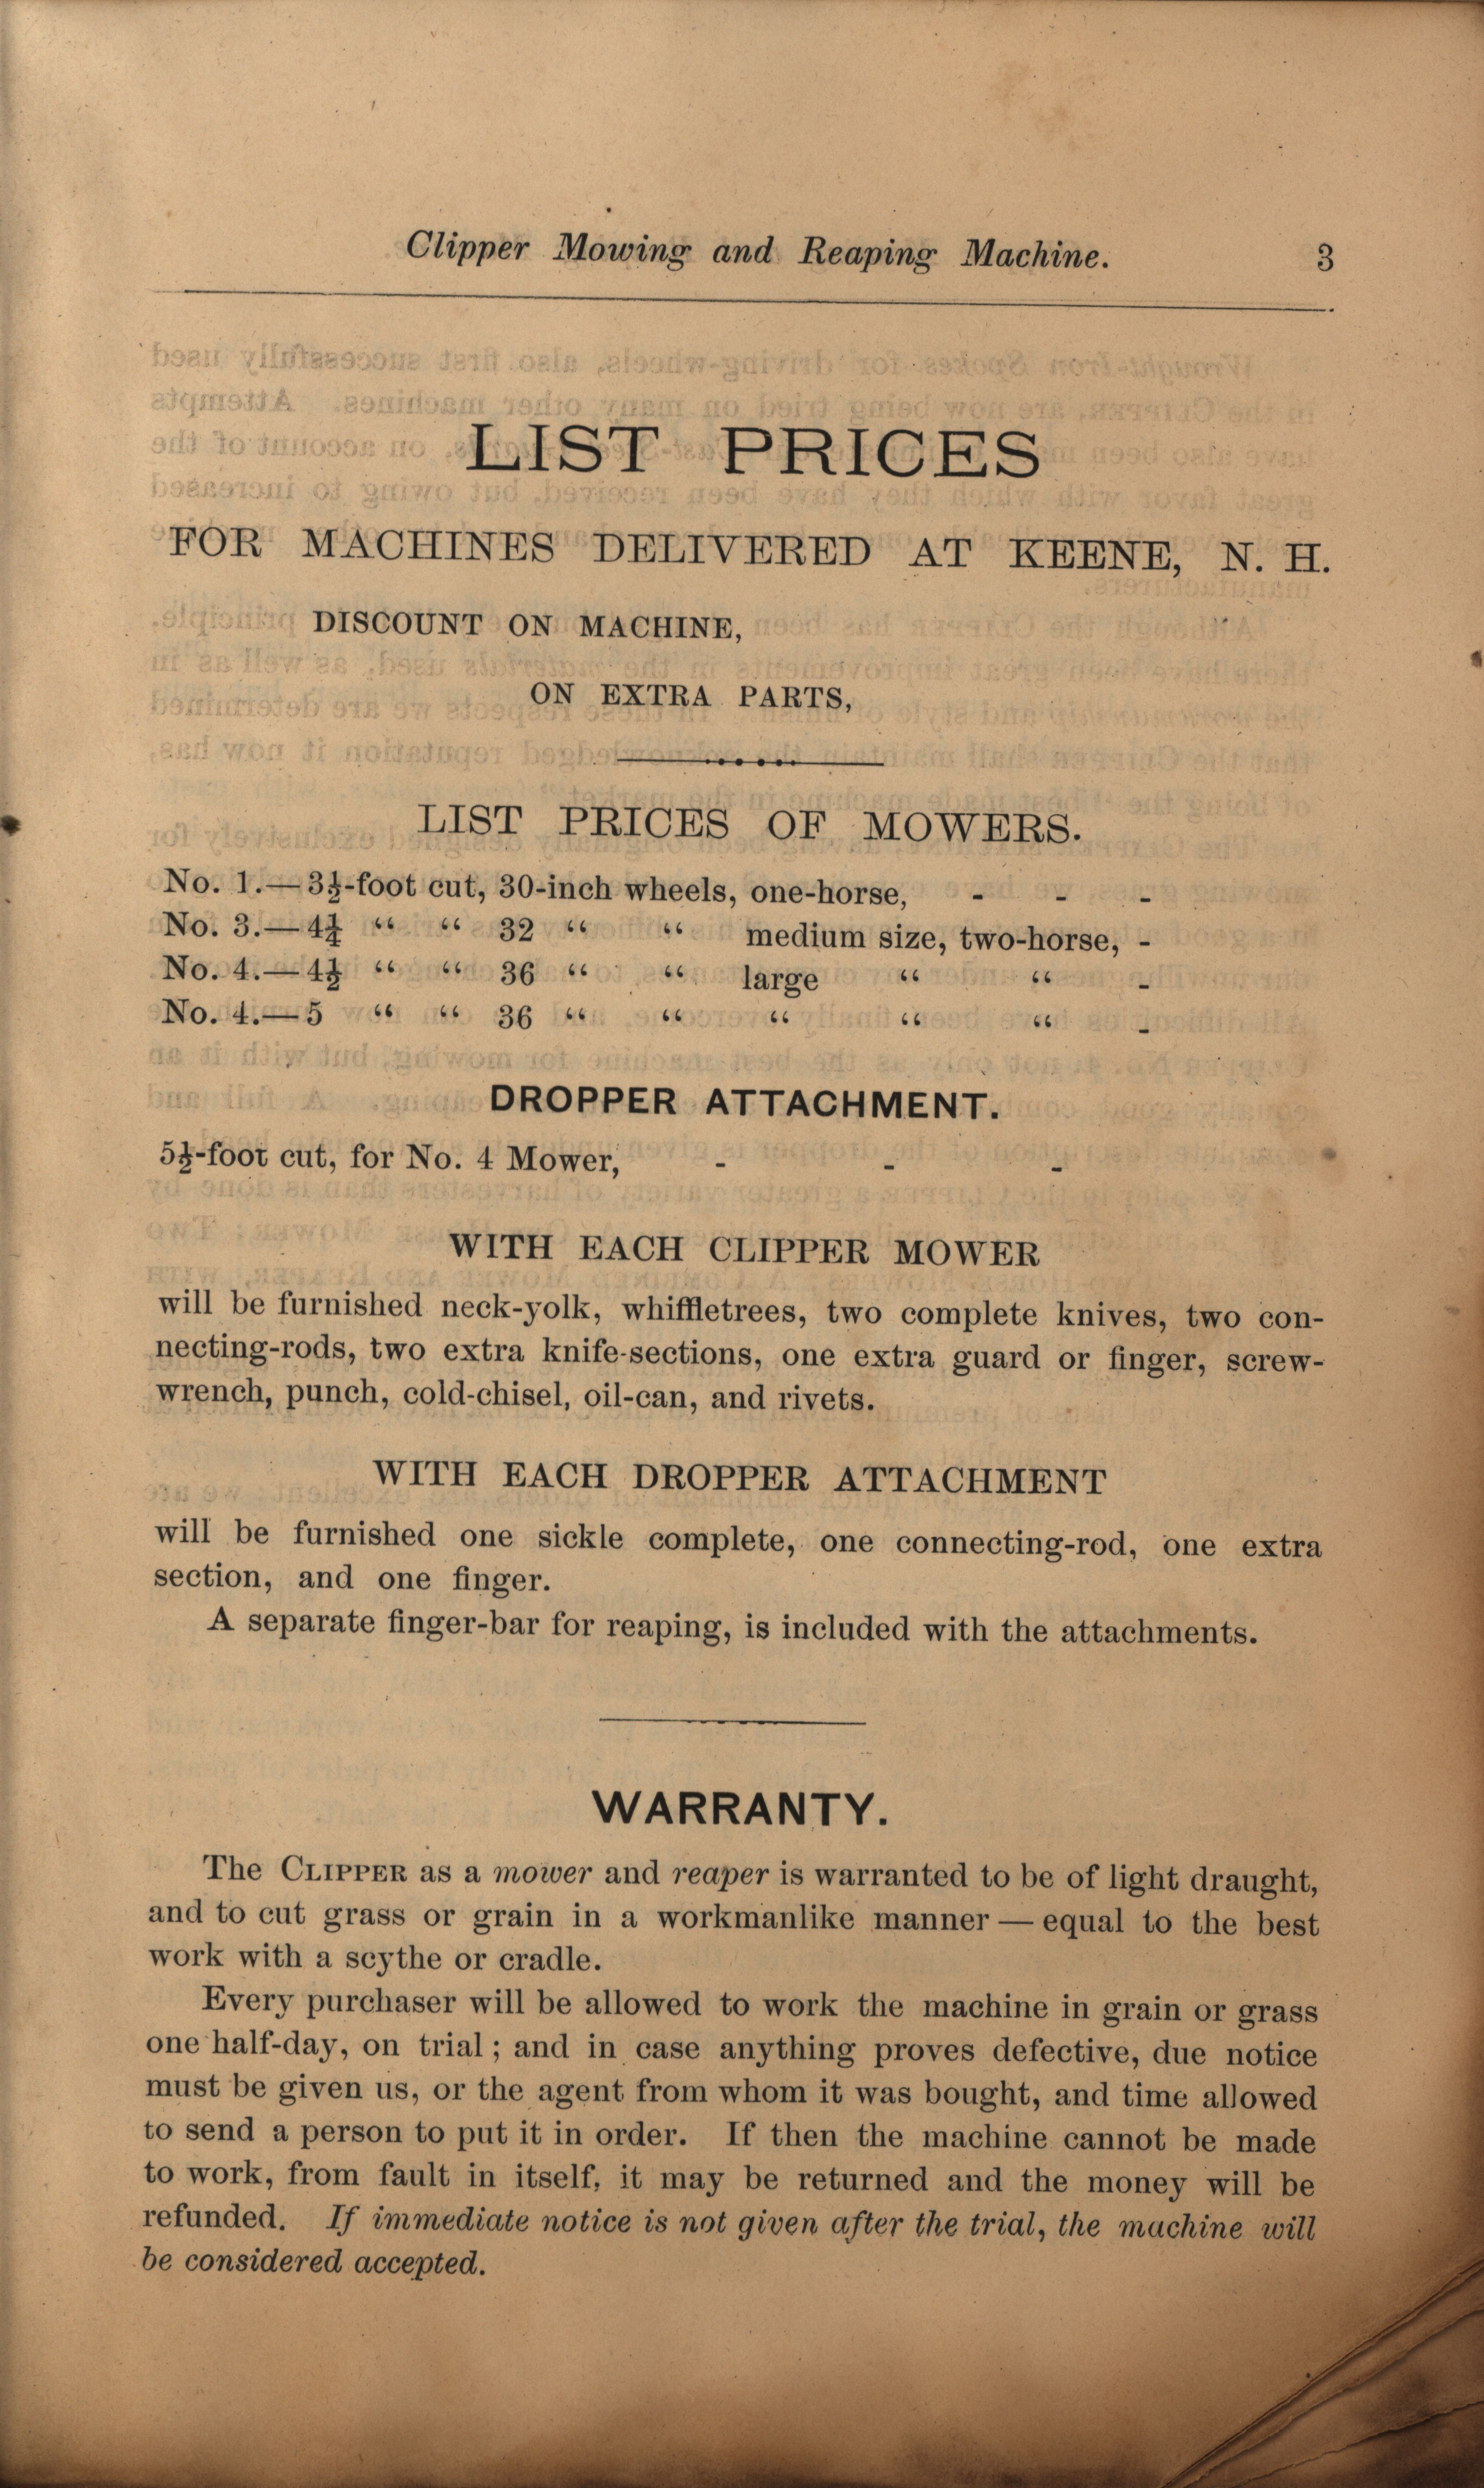 Clipper Mowing and Reaping Machine. 3
LIST PRICES
FOR MACHINES DELIVERED AT KEENE, N. H.
DISCOUNT ON MACHINE,
ON EXTRA PARTS,
LIST PRICES OF MOWERS.
No. 1.—3½-foot cut, 30-inch wheels, one-horse, - - -
No. 3.—4¼ “ “ 32 “ “ medium size, two-horse, -
No. 4.—4½ “ “ 36 “ “ large “ “ -
No. 4.—5 “ “ 36 “ “ “ “ “ -
DROPPER ATTACHMENT.
5½-foot cut, for No. 4 Mower, - - -
WITH EACH CLIPPER MOWER
will be furnished neck-yolk, whiffletrees, two complete knives, two con-
necting-rods, two extra knife-sections, one extra guard or finger, screw-
wrench, punch, cold-chisel, oil-can, and rivets.
WITH EACH DROPPER ATTACHMENT
will be furnished one sickle complete, one connecting-rod, one extra
section, and one finger.
A separate finger-bar for reaping, is included with the attachments.
WARRANTY.
The CLIPPER as a mower and reaper is warranted to be of light draught,
and to cut grass or grain in a workmanlike manner — equal to the best
work with a scythe or cradle.
Every purchaser will be allowed to work the machine in grain or grass
one half-day, on trial; and in case anything proves defective, due notice
must be given us, or the agent from whom it was bought, and time allowed
to send a person to put it in order. If then the machine cannot be made
to work, from fault in itself, it may be returned and the money will be
refunded. If immediate notice is not given after the trial, the machine will
be considered accepted.